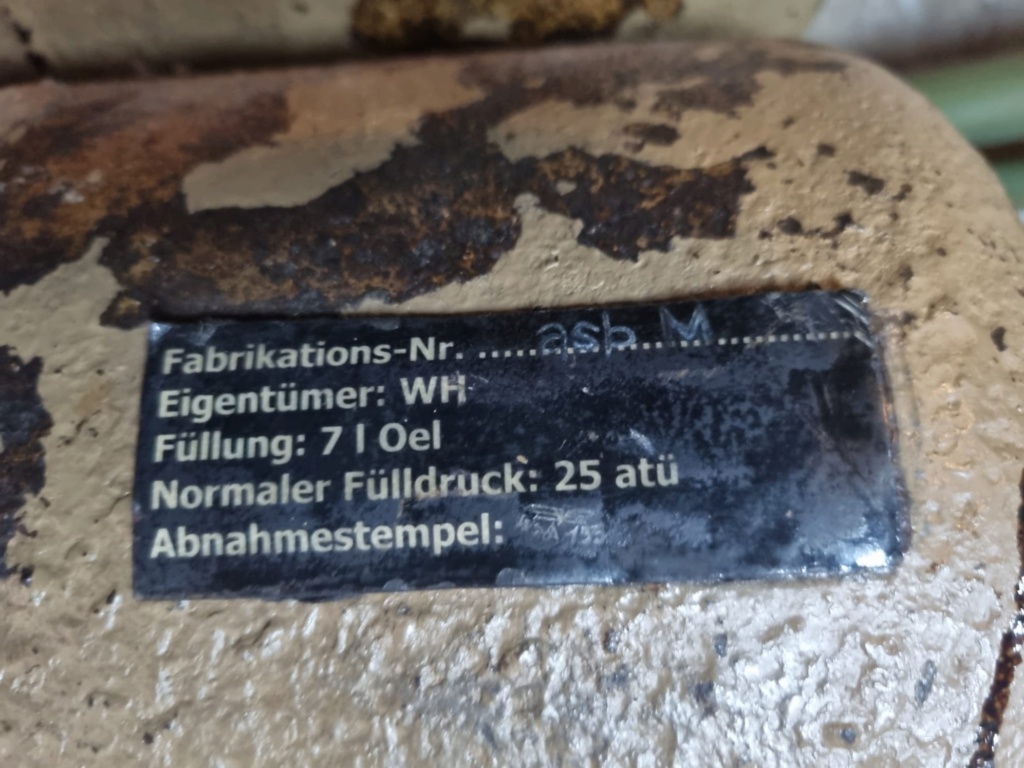 Fabrikations-Nr. .......asb M...............
Eigentümer: WH
Füllung: 7 l Oel
Normaler Fülldruck: 25 atü
Abnahmestempel: